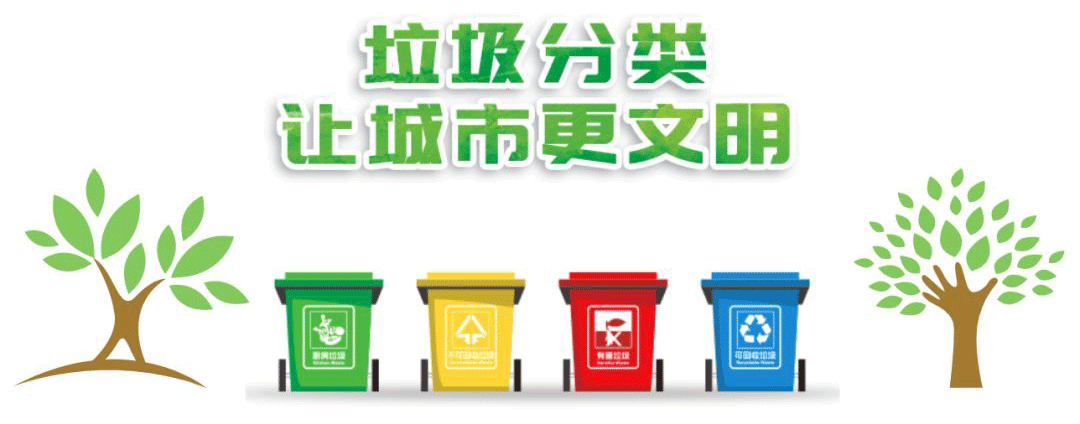 垃圾分类
让城市更文明
厨房垃圾
Kitchen Waste
不可回收垃圾
有害垃圾
Harmful Waste
可回收垃圾
Recyclable Waste